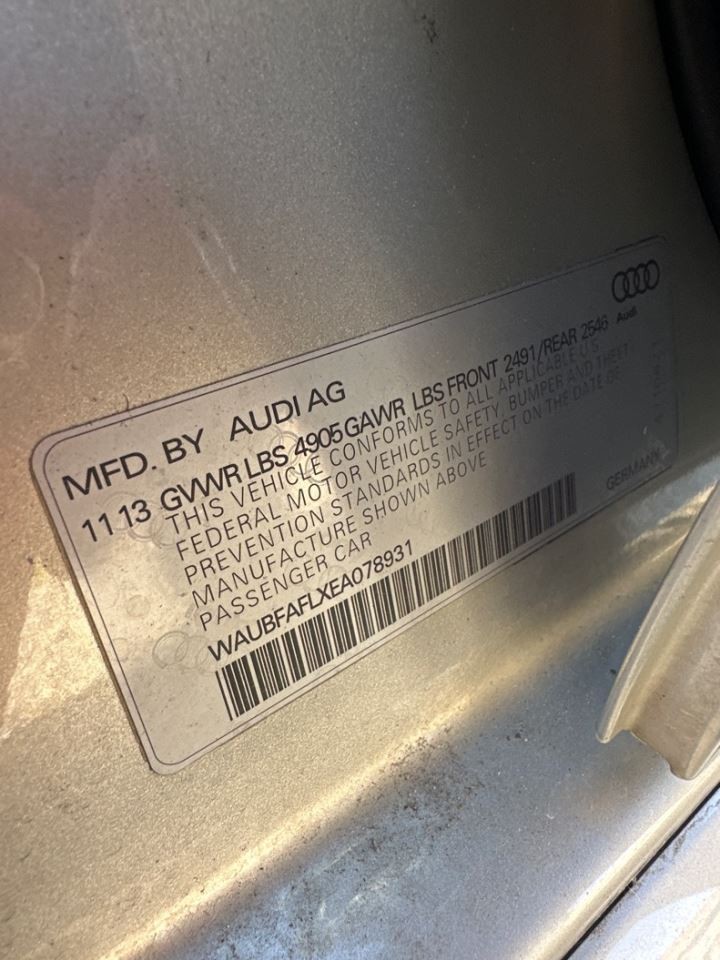 Audi
MFD. BY AUDI AG
1113 GVWR LBS 4905 GAWR LBS FRONT 2491/REAR 2546
THIS VEHICLE CONFORMS TO ALL APPLICABLE U.S.
FEDERAL MOTOR VEHICLE SAFETY, BUMPER AND THEFT
PREVENTION STANDARDS IN EFFECT ON THE DATE OF
MANUFACTURE SHOWN ABOVE
PASSENGER CAR
GERMANY
WAUBFAFLXEA078931